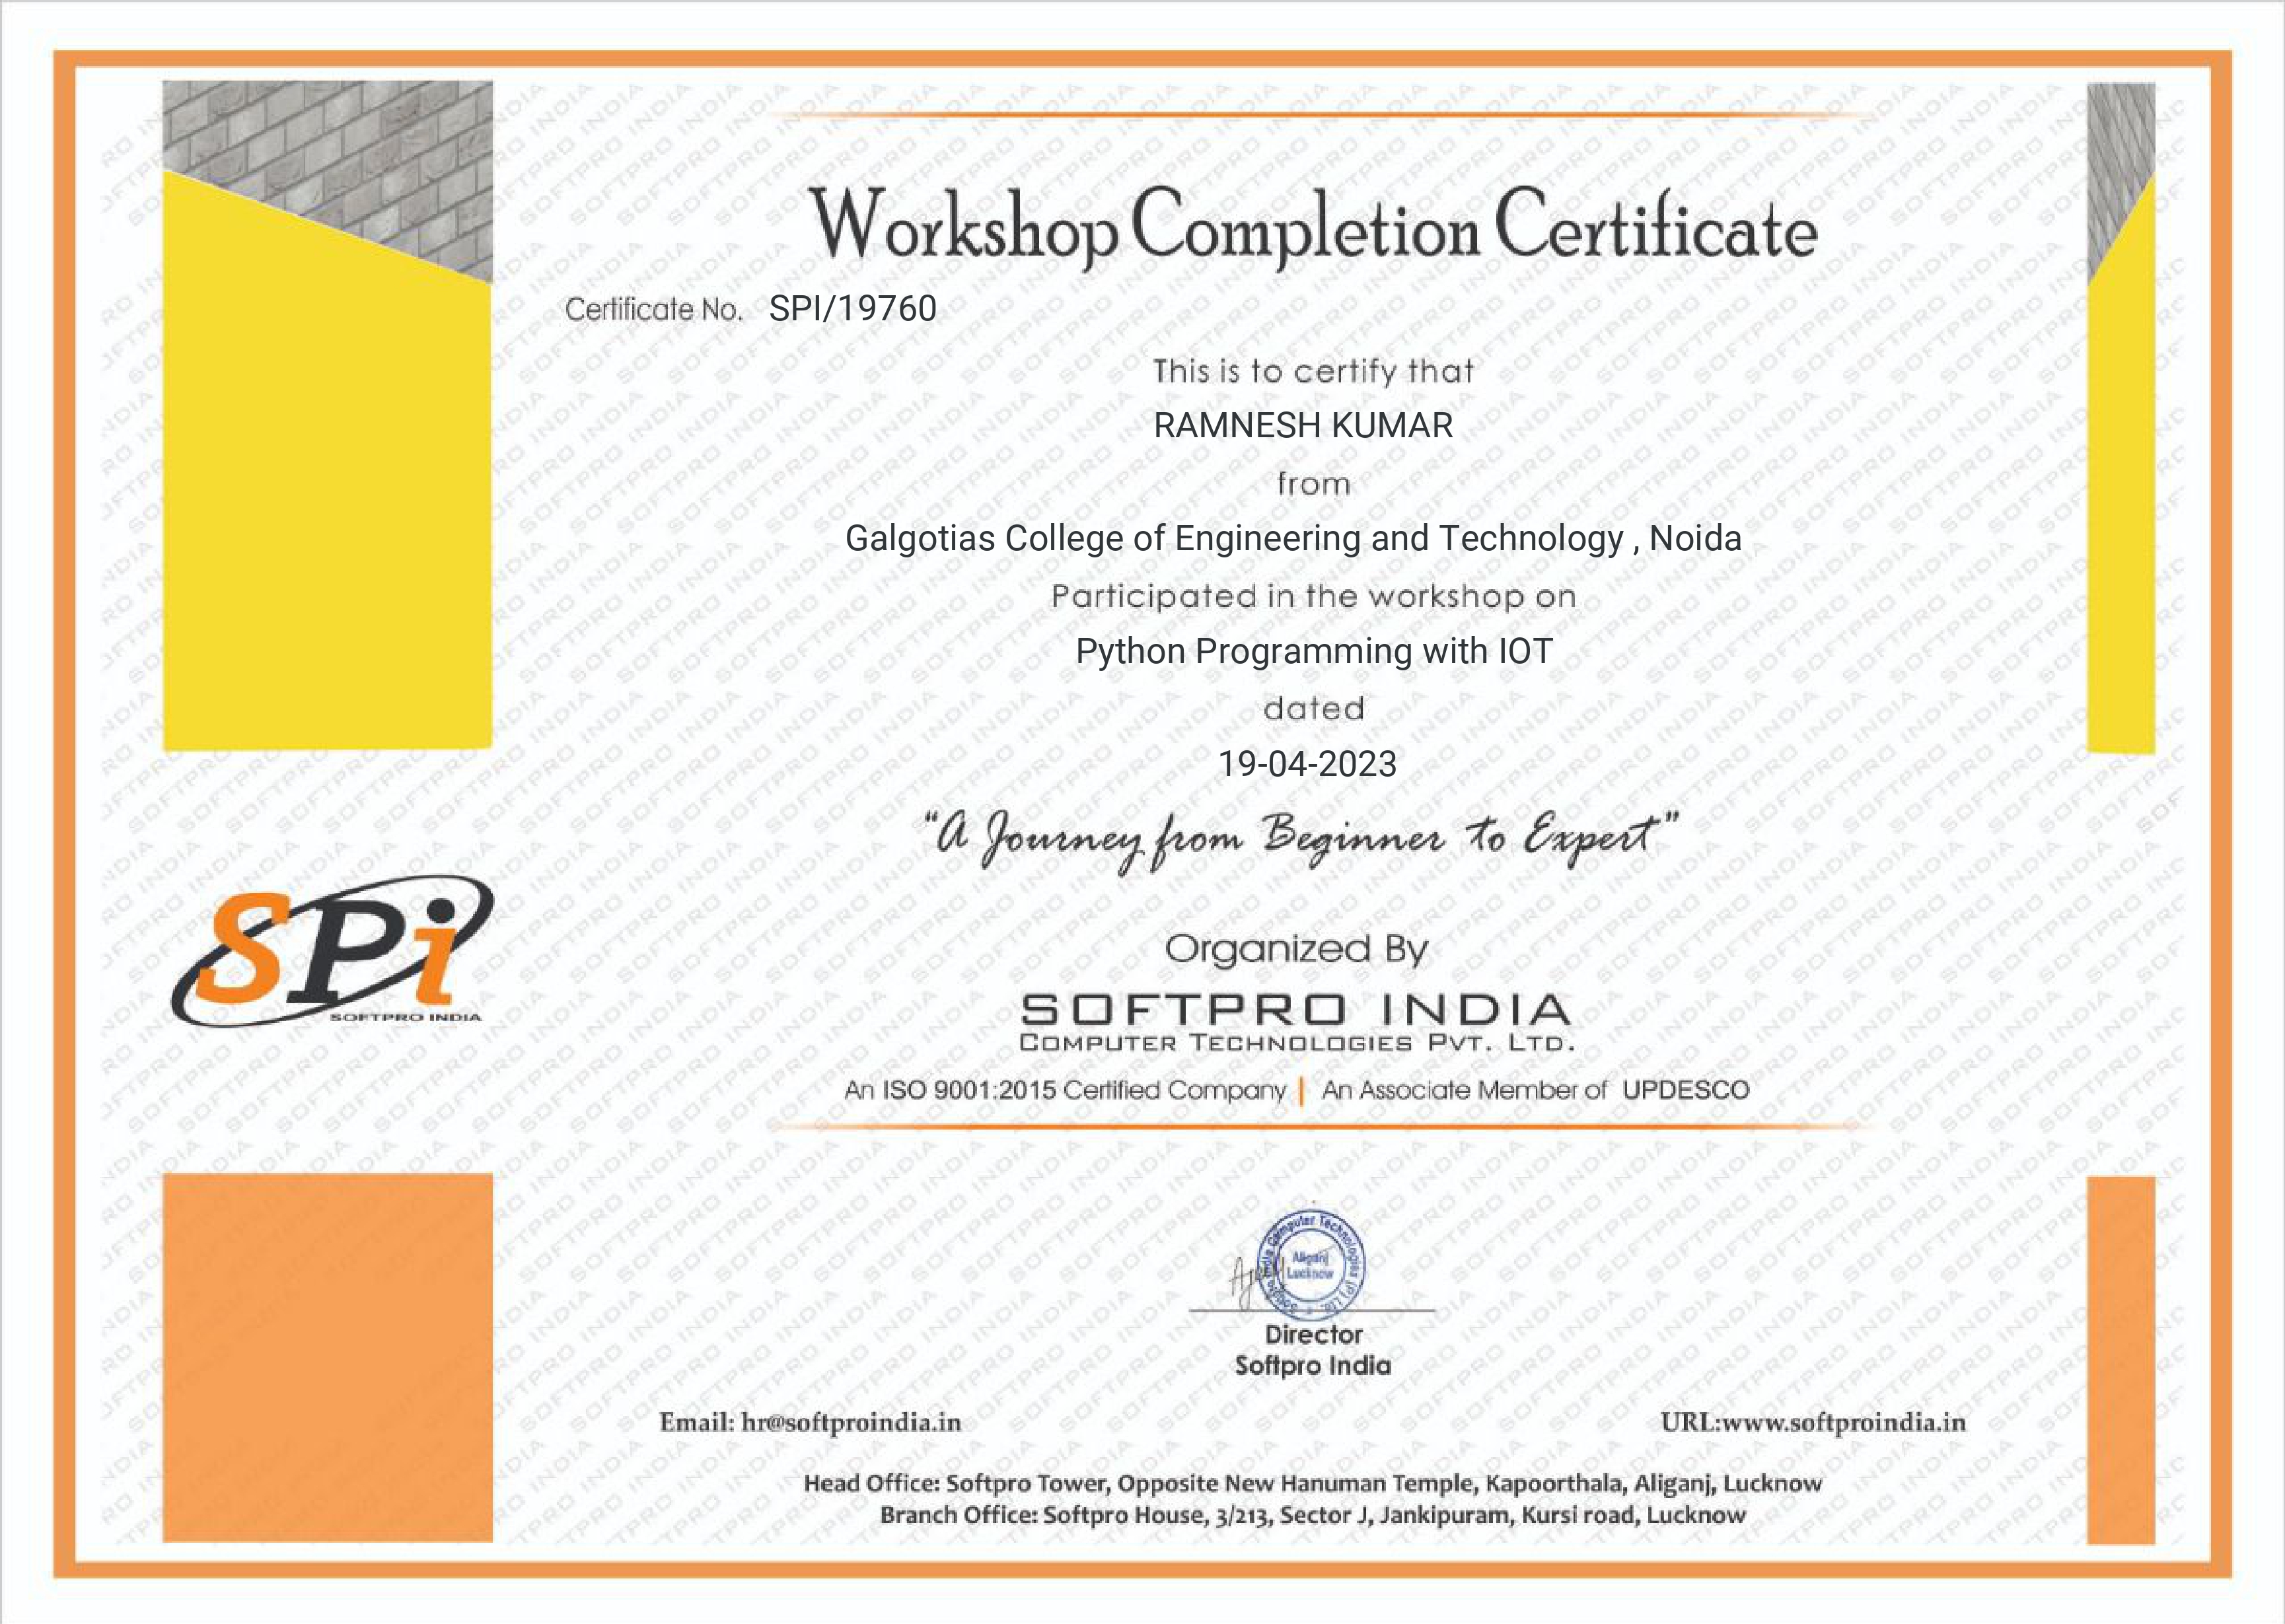 Workshop Completion Certificate
Certificate No. SPI/19760
This is to certify that
RAMNESH KUMAR
from
Galgotias College of Engineering and Technology , Noida
Participated in the workshop on
Python Programming with IOT
dated
19-04-2023
“A Journey from Beginner to Expert”
SPi
SOFTPRO INDIA
Organized By
SOFTPRO INDIA
COMPUTER TECHNOLOGIES PVT. LTD.
An ISO 9001:2015 Certified Company | An Associate Member of UPDESCO
Aliganj
Lucknow
Director
Softpro India
Email: hr@softproindia.in
URL:www.softproindia.in
Head Office: Softpro Tower, Opposite New Hanuman Temple, Kapoorthala, Aliganj, Lucknow
Branch Office: Softpro House, 3/213, Sector J, Jankipuram, Kursi road, Lucknow